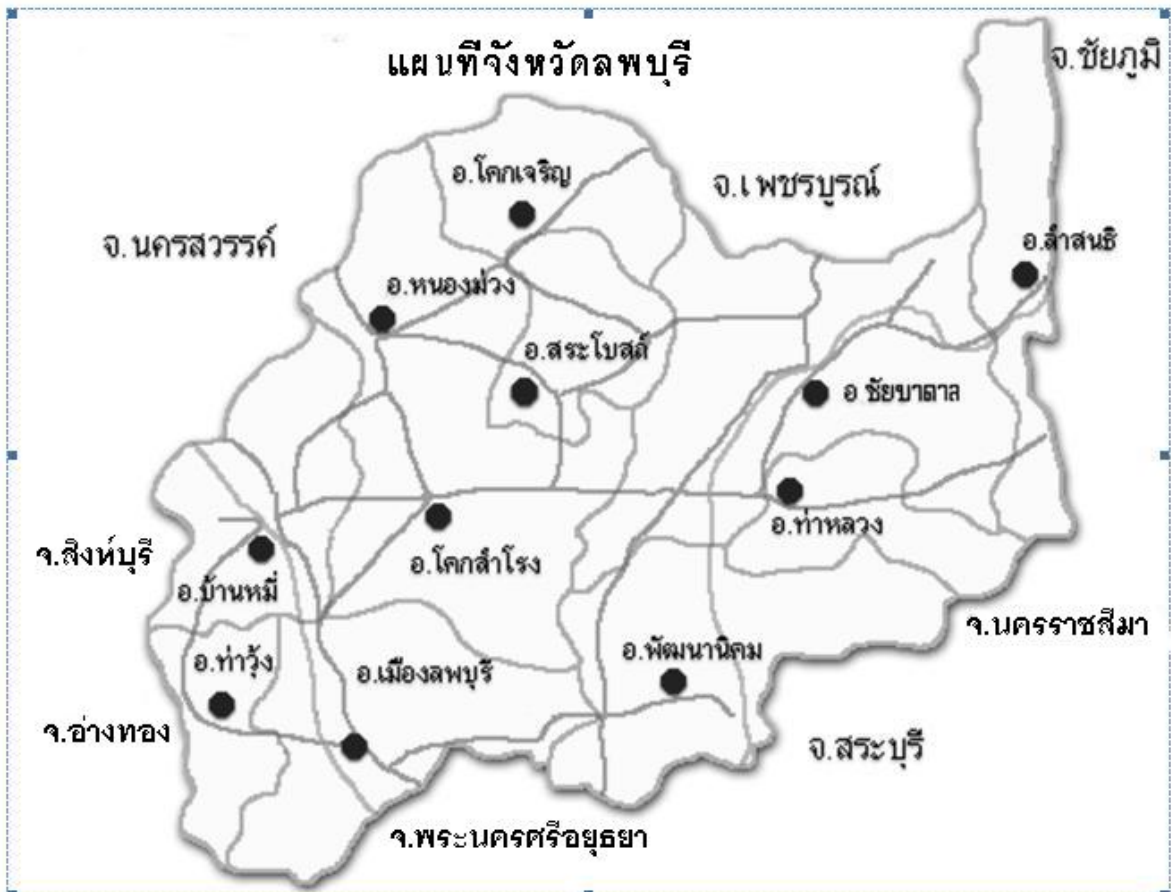 แผนที่จังหวัดลพบุรี
จ.ชัยภูมิ
อ.โคกเจริญ
จ.เพชรบูรณ์
จ.นครสวรรค์
อ.ลำสนธิ
อ.หนองม่วง
อ.สระโบสถ์
อ ชัยบาดาล
อ.ท่าหลวง
จ.สิงห์บุรี
อ.โคกสำโรง
อ.บ้านหมี่
จ.นครราชสีมา
อ.ท่าวุ้ง
อ.เมืองลพบุรี
อ.พัฒนานิคม
จ.อ่างทอง
จ.สระบุรี
จ.พระนครศรีอยุธยา